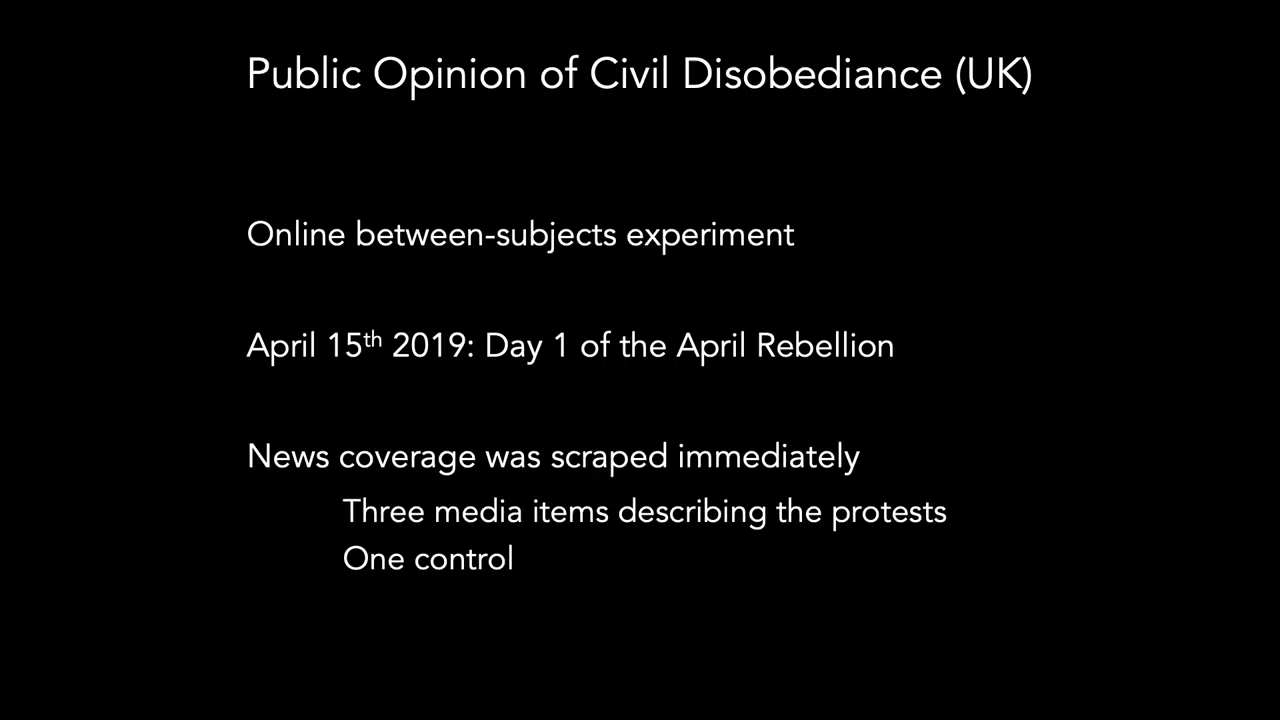 Public Opinion of Civil Disobediance (UK)
Online between-subjects experiment
April 15th 2019: Day 1 of the April Rebellion
News coverage was scraped immediately
Three media items describing the protests
One control